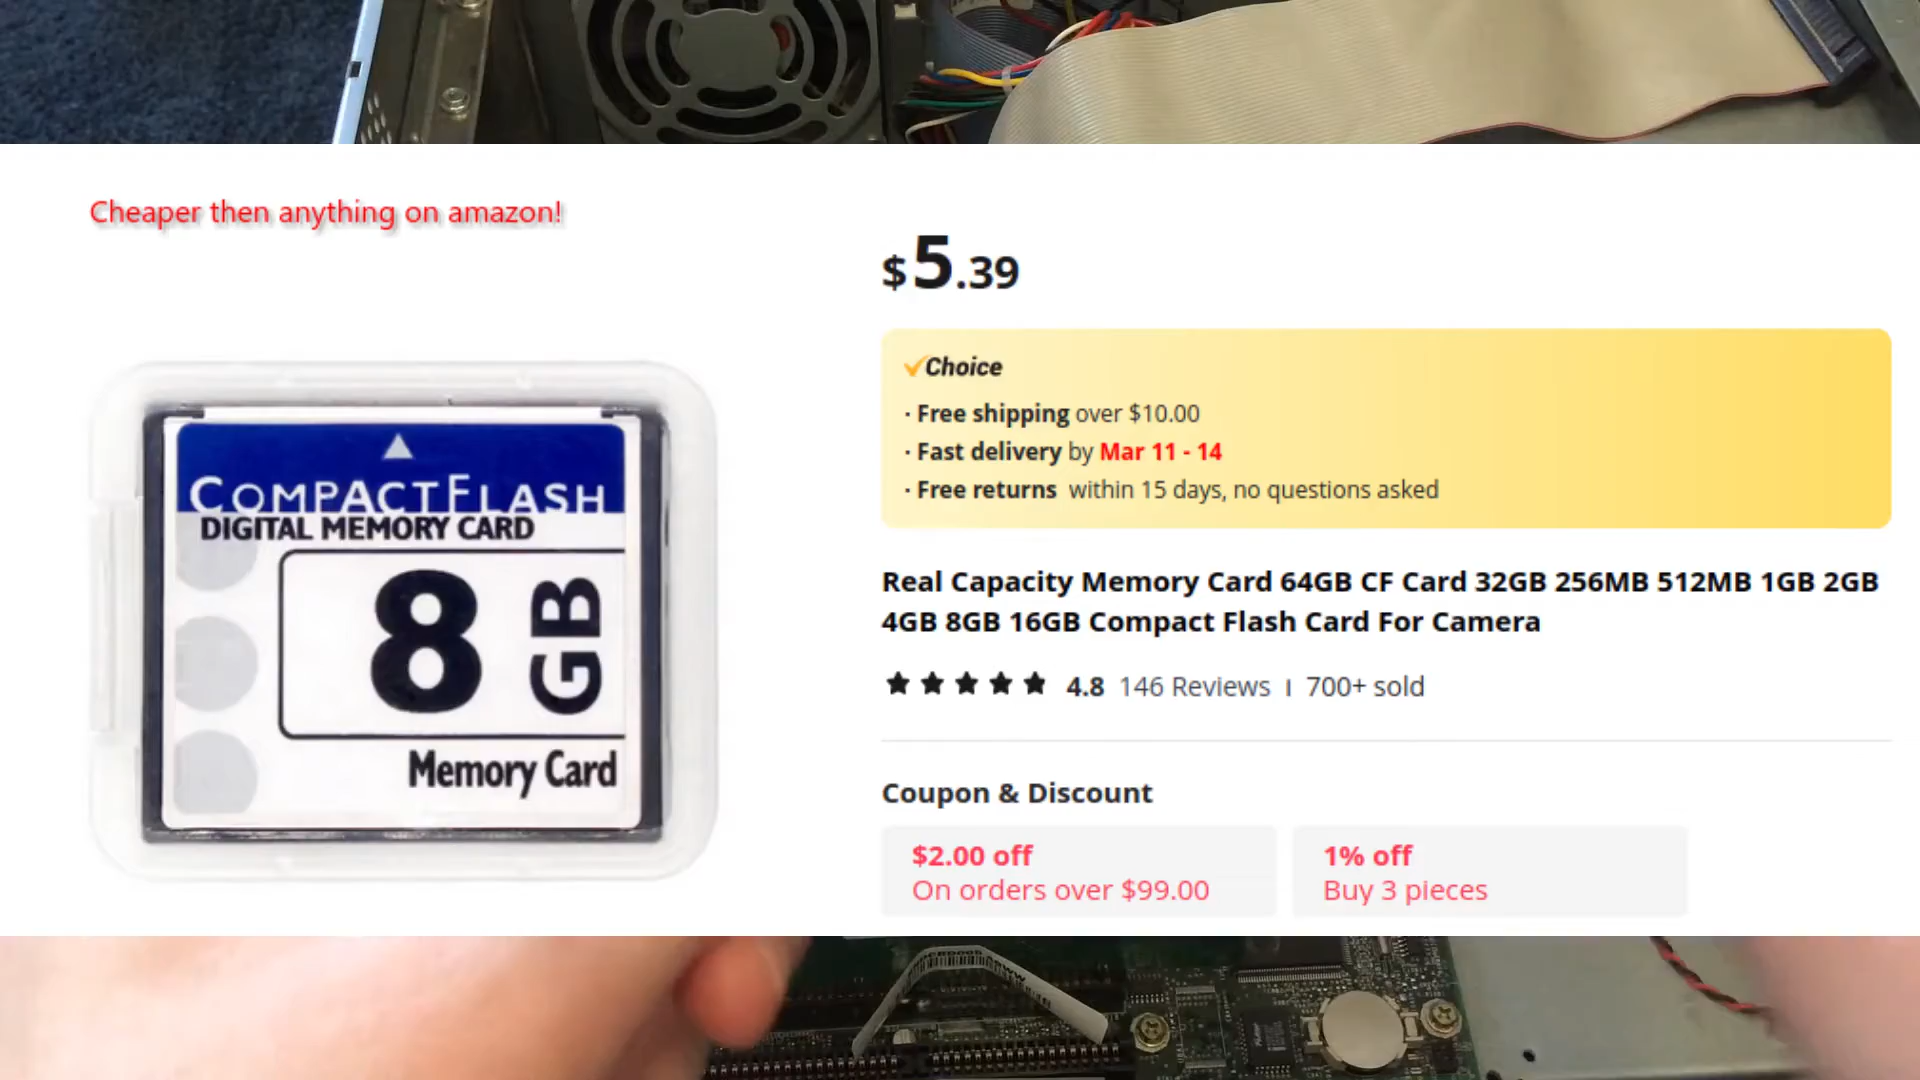 Cheaper then anything on amazon!
$5.39
Choice
· Free shipping over $10.00
· Fast delivery by Mar 11 - 14
· Free returns within 15 days, no questions asked
Real Capacity Memory Card 64GB CF Card 32GB 256MB 512MB 1GB 2GB
4GB 8GB 16GB Compact Flash Card For Camera
4.8 146 Reviews | 700+ sold
Coupon & Discount
$2.00 off
On orders over $99.00
1% off
Buy 3 pieces
COMPACTFLASH
DIGITAL MEMORY CARD
8 GB
Memory Card